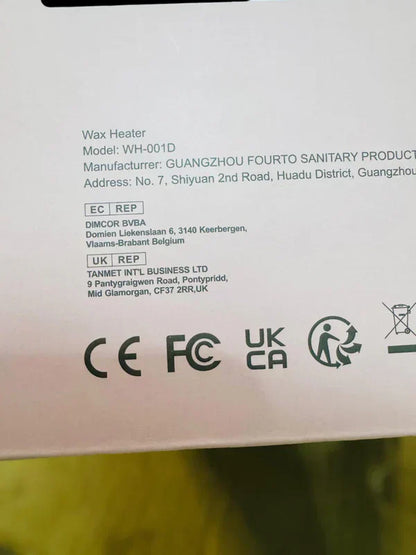 Wax Heater
Model: WH-001D
Manufacturrer: GUANGZHOU FOURTO SANITARY PRODUCT
Address: No. 7, Shiyuan 2nd Road, Huadu District, Guangzhou
EC REP
DIMCOR BVBA
Domien Liekenslaan 6, 3140 Keerbergen,
Vlaams-Brabant Belgium
UK REP
TANMET INT'L BUSINESS LTD
9 Pantygraigwen Road, Pontypridd,
Mid Glamorgan, CF37 2RR,UK
CE FC UK
CA